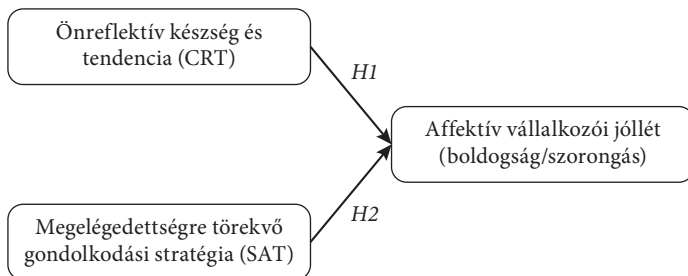 Önreflektív készség és
tendencia (CRT)
H1
Affektív vállalkozói jóllét
(boldogság/szorongás)
H2
Megelégedettségre törekvő
gondolkodási stratégia (SAT)